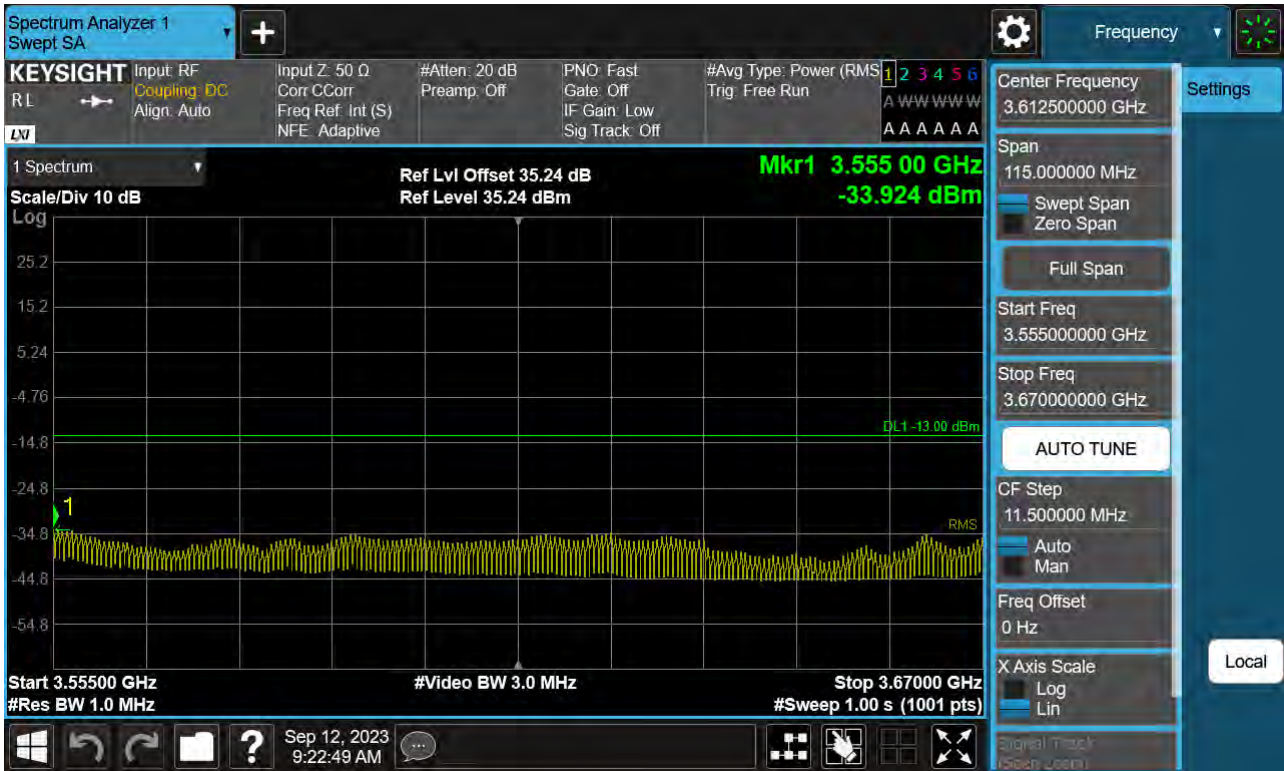 Spectrum Analyzer 1
Swept SA
+
Frequency
KEYSIGHT
RL
LXI
Input: RF
Coupling: DC
Align: Auto
Input Z: 50 Ω
Corr CCorr
Freq Ref: Int (S)
NFE: Adaptive
#Atten: 20 dB
Preamp: Off
PNO: Fast
Gate: Off
IF Gain: Low
Sig Track: Off
#Avg Type: Power (RMS
Trig: Free Run
1 2 3 4 5 6
A W W W W W
A A A A A A
1 Spectrum
Scale/Div 10 dB
Log
Ref Lvl Offset 35.24 dB
Ref Level 35.24 dBm
Mkr1 3.555 00 GHz
-33.924 dBm
25.2
15.2
5.24
-4.76
-14.8
-24.8
-34.8
-44.8
-54.8
DL1 -13.00 dBm
1
RMS
Start 3.55500 GHz
#Video BW 3.0 MHz
Stop 3.67000 GHz
#Res BW 1.0 MHz
#Sweep 1.00 s (1001 pts)
Center Frequency
3.612500000 GHz
Settings
Span
115.000000 MHz
Swept Span
Zero Span
Full Span
Start Freq
3.555000000 GHz
Stop Freq
3.670000000 GHz
AUTO TUNE
CF Step
11.500000 MHz
Auto
Man
Freq Offset
0 Hz
X Axis Scale
Log
Lin
Local
Signal Track
(Span Zoom)
?
Sep 12, 2023
9:22:49 AM